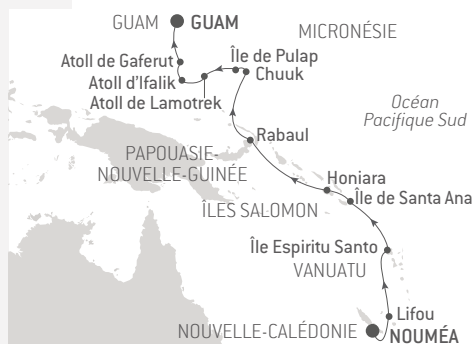 GUAM GUAM
MICRONÉSIE
Atoll de Gaferut
Île de Pulap
Atoll d'Ifalik
Chuuk
Atoll de Lamotrek
Océan
Pacifique Sud
Rabaul
PAPOUASIE-
NOUVELLE-GUINÉE
Honiara
Île de Santa Ana
ÎLES SALOMON
Île Espiritu Santo
VANUATU
Lifou
NOUVELLE-CALÉDONIE
NOUMÉA